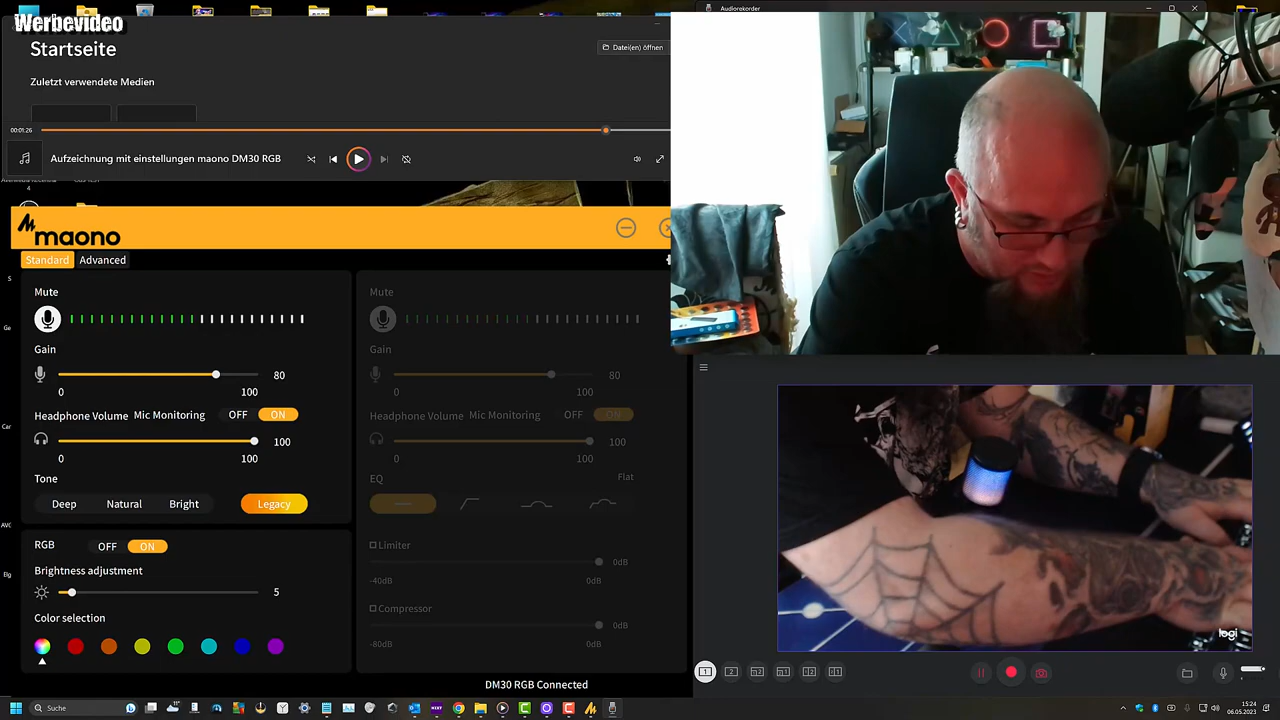 Werbevideo
Startseite
Datei(en) öffnen
Zuletzt verwendete Medien
00:01:26
Aufzeichnung mit einstellungen maono DM30 RGB
Audiorekorder
maono
Standard
Advanced
Mute
Mute
Gain
Gain
80
80
0
100
0
100
Headphone Volume
Mic Monitoring
OFF
ON
Headphone Volume
Mic Monitoring
OFF
ON
100
100
0
100
0
100
Tone
EQ
Flat
Deep
Natural
Bright
Legacy
RGB
OFF
ON
Limiter
0dB
-40dB
0dB
Brightness adjustment
5
Compressor
0dB
-80dB
0dB
Color selection
DM30 RGB Connected
logi
Suche
15:24
06.05.2023